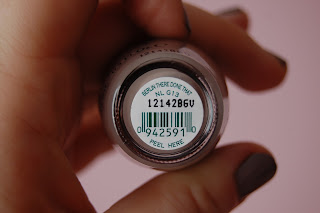 BERLIN THERE DONE THAT
NL G13
12142BGV
0 942591 0
PEEL HERE